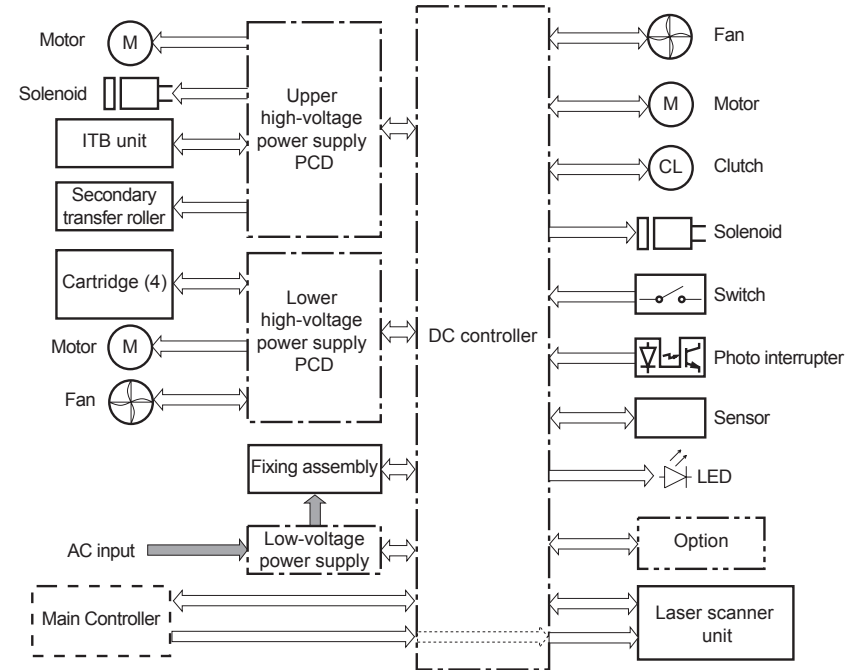 Motor
M
Solenoid
ITB unit
Secondary
transfer roller
Upper
high-voltage
power supply
PCD
Cartridge (4)
Motor
M
Fan
Lower
high-voltage
power supply
PCD
Fixing assembly
AC input
Low-voltage
power supply
Main Controller
DC controller
Fan
M
Motor
CL
Clutch
Solenoid
Switch
Photo interrupter
Sensor
LED
Option
Laser scanner
unit